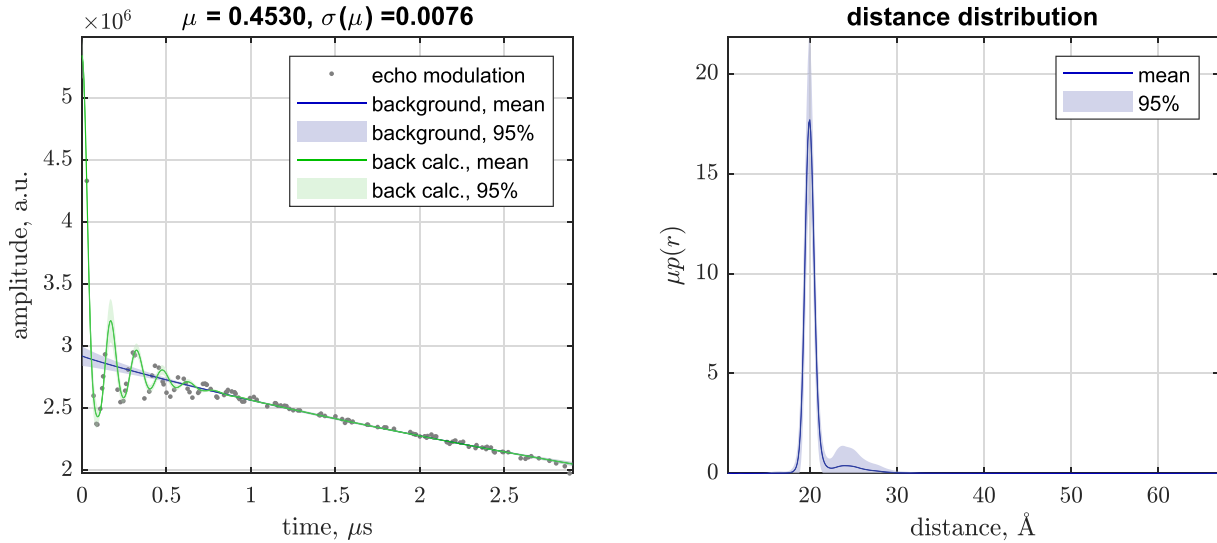 ×10⁶
μ = 0.4530, σ(μ) =0.0076
5
4.5
4
3.5
3
2.5
2
amplitude, a.u.
echo modulation
background, mean
background, 95%
back calc., mean
back calc., 95%
0 0.5 1 1.5 2 2.5
time, μs
distance distribution
20
15
10
5
0
μp(r)
mean
95%
20 30 40 50 60
distance, Å